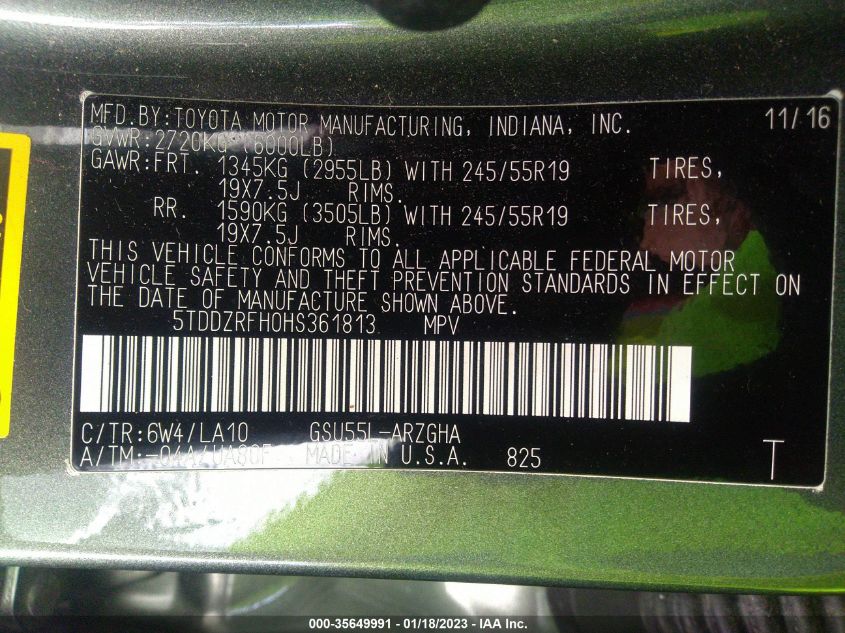 MFD.BY:TOYOTA MOTOR MANUFACTURING, INDIANA, INC. 11/16
GVWR:2720KG (6000LB)
GAWR:FRT. 1345KG (2955LB) WITH 245/55R19 TIRES,
19X7.5J RIMS.
RR. 1590KG (3505LB) WITH 245/55R19 TIRES,
19X7.5J RIMS.
THIS VEHICLE CONFORMS TO ALL APPLICABLE FEDERAL MOTOR
VEHICLE SAFETY AND THEFT PREVENTION STANDARDS IN EFFECT ON
THE DATE OF MANUFACTURE SHOWN ABOVE.
5TDDZRFH0HS361813 MPV
C/TR:6W4/LA10 GSU55L-ARZGHA
A/TM:-04A/UA80F MADE IN U.S.A. 825 T
000-35649991 - 01/18/2023 - IAA Inc.